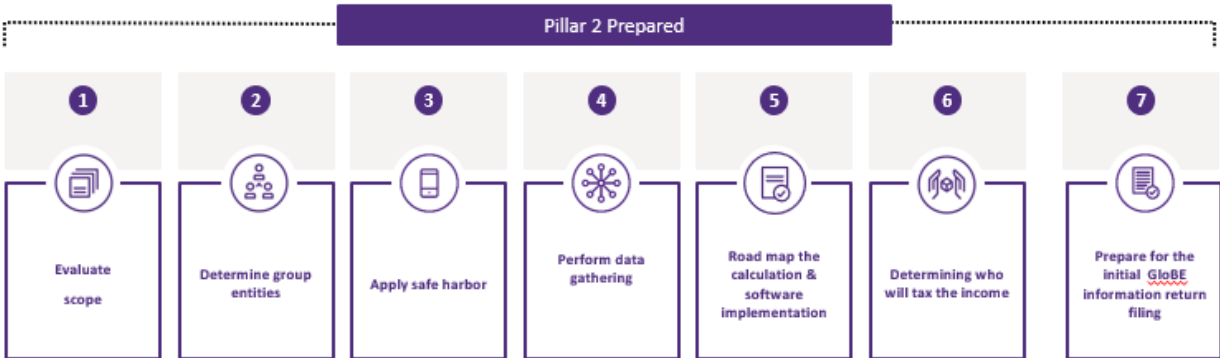 Pillar 2 Prepared
1
2
3
4
5
6
7
Evaluate
scope
Determine group
entities
Apply safe harbor
Perform data
gathering
Road map the
calculation &
software
implementation
Determining who
will tax the income
Prepare for the
initial GloBE
information return
filing